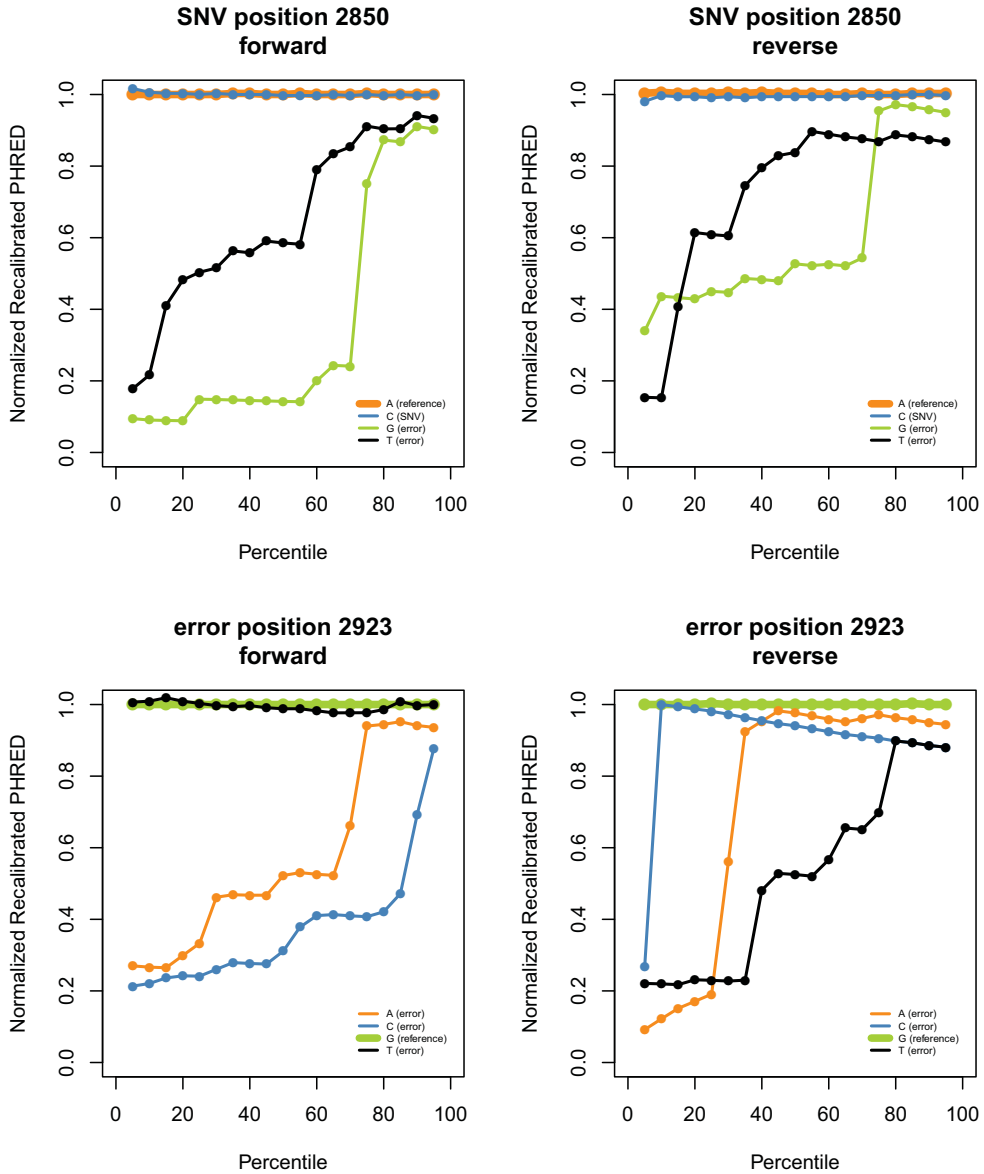 SNV position 2850
forward
Normalized Recalibrated PHRED
1.0
0.8
0.6
0.4
0.2
0.0
A (reference)
C (SNV)
G (error)
T (error)
0 20 40 60 80 100
Percentile
SNV position 2850
reverse
Normalized Recalibrated PHRED
1.0
0.8
0.6
0.4
0.2
0.0
A (reference)
C (SNV)
G (error)
T (error)
0 20 40 60 80 100
Percentile
error position 2923
forward
Normalized Recalibrated PHRED
1.0
0.8
0.6
0.4
0.2
0.0
A (error)
C (error)
G (reference)
T (error)
0 20 40 60 80 100
Percentile
error position 2923
reverse
Normalized Recalibrated PHRED
1.0
0.8
0.6
0.4
0.2
0.0
A (error)
C (error)
G (reference)
T (error)
0 20 40 60 80 100
Percentile